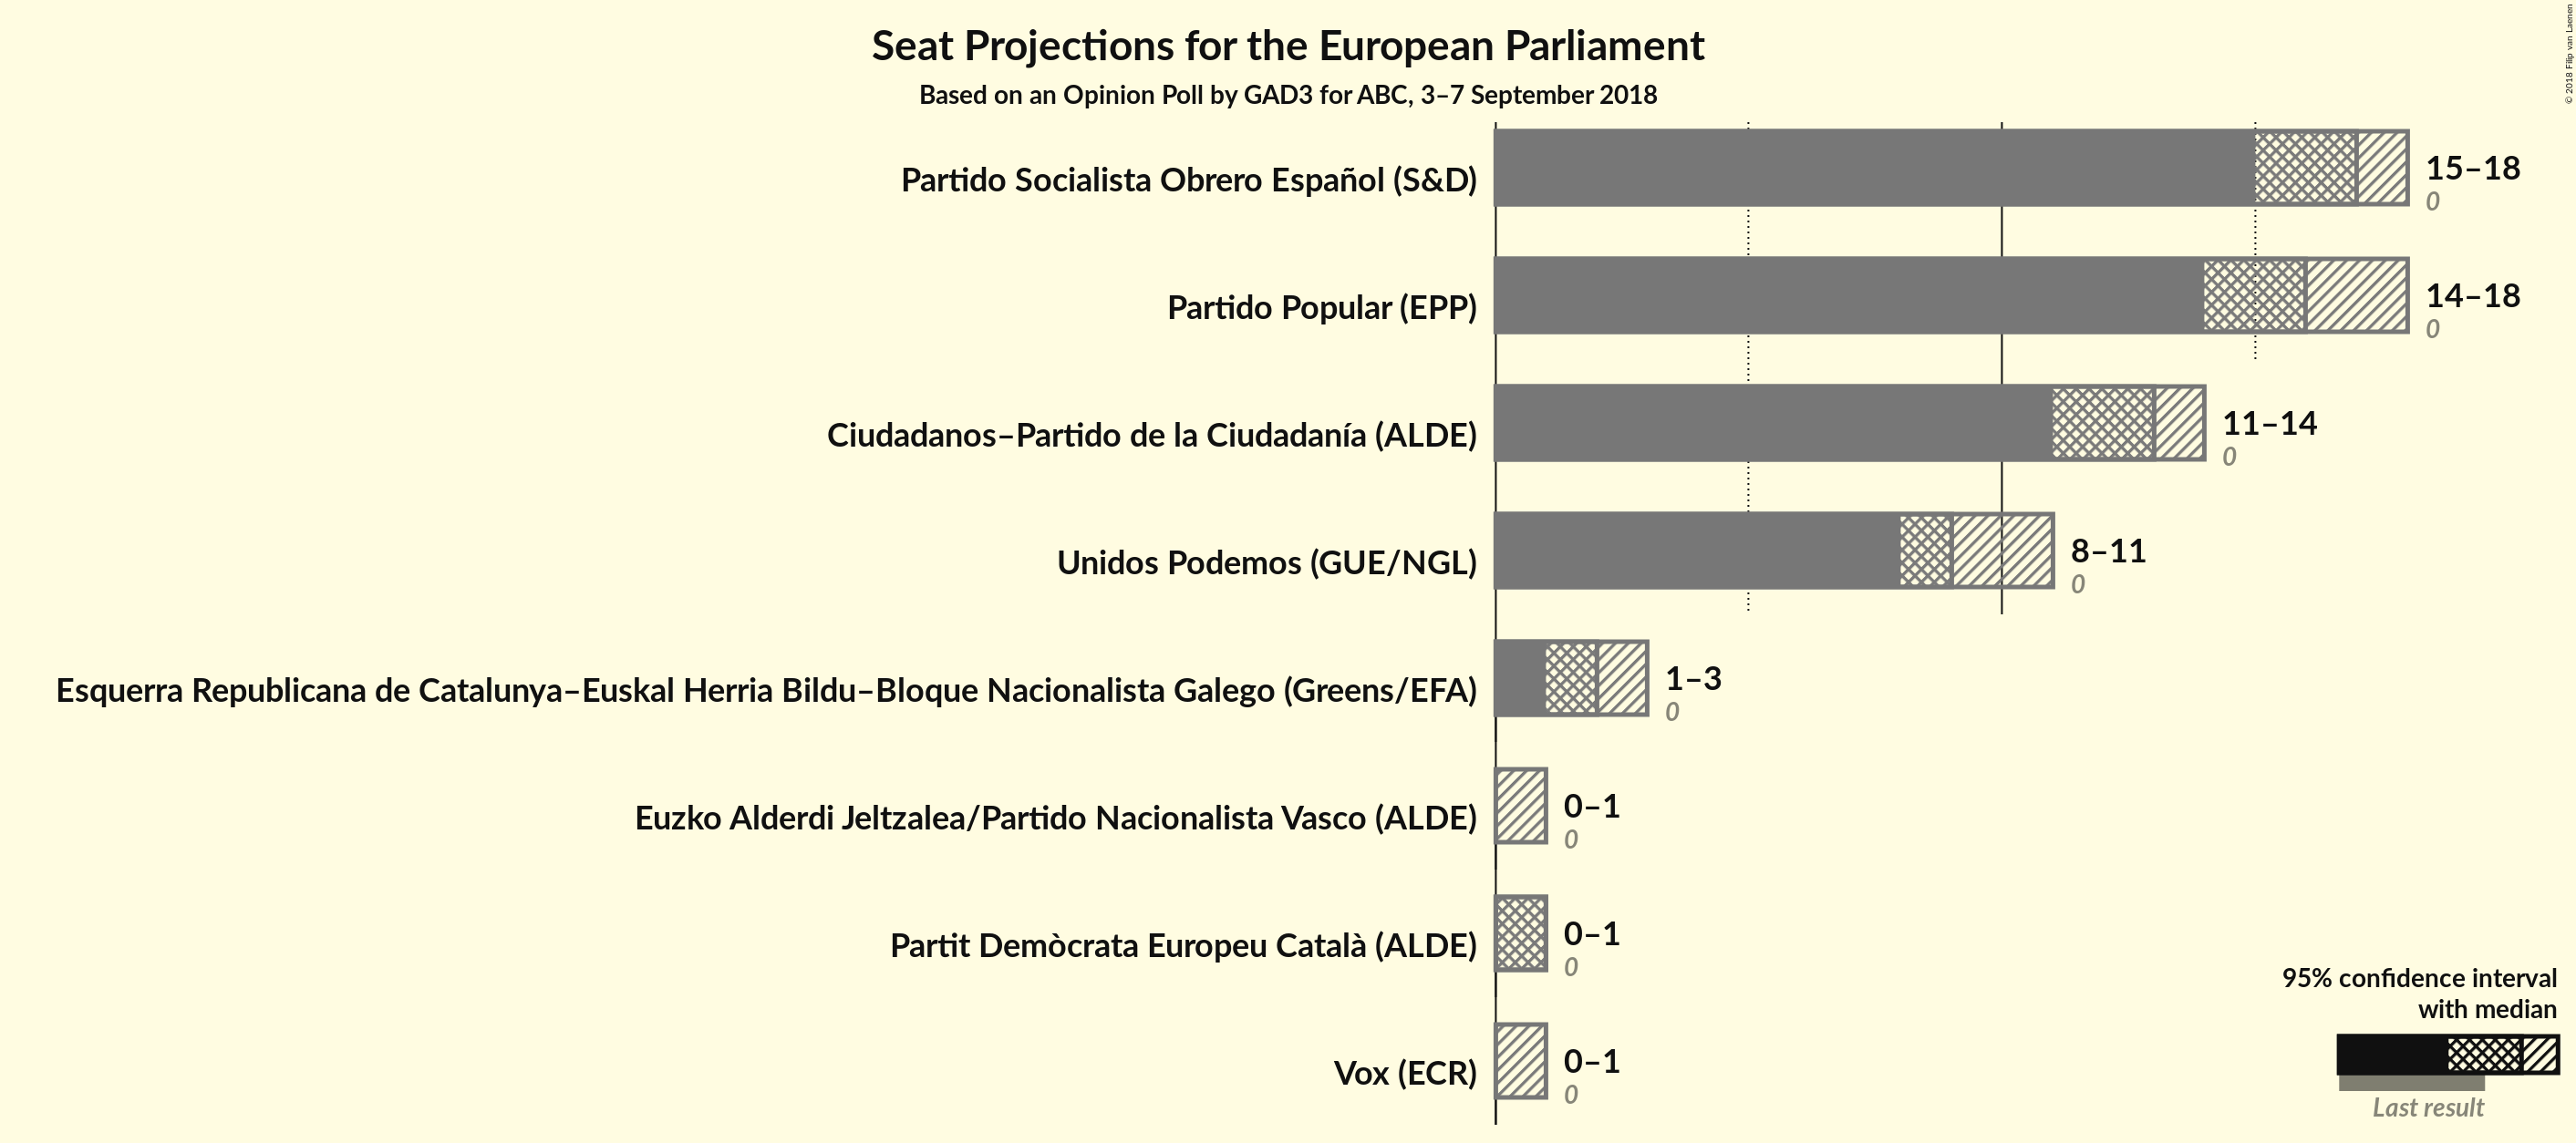 Seat Projections for the European Parliament
Based on an Opinion Poll by GAD3 for ABC, 3–7 September 2018
© 2018 Filip van Laenen
Partido Socialista Obrero Español (S&D)
15–18
0
Partido Popular (EPP)
14–18
0
Ciudadanos–Partido de la Ciudadanía (ALDE)
11–14
0
Unidos Podemos (GUE/NGL)
8–11
0
Esquerra Republicana de Catalunya–Euskal Herria Bildu–Bloque Nacionalista Galego (Greens/EFA)
1–3
0
Euzko Alderdi Jeltzalea/Partido Nacionalista Vasco (ALDE)
0–1
0
Partit Demòcrata Europeu Català (ALDE)
0–1
0
Vox (ECR)
0–1
0
95% confidence interval
with median
Last result